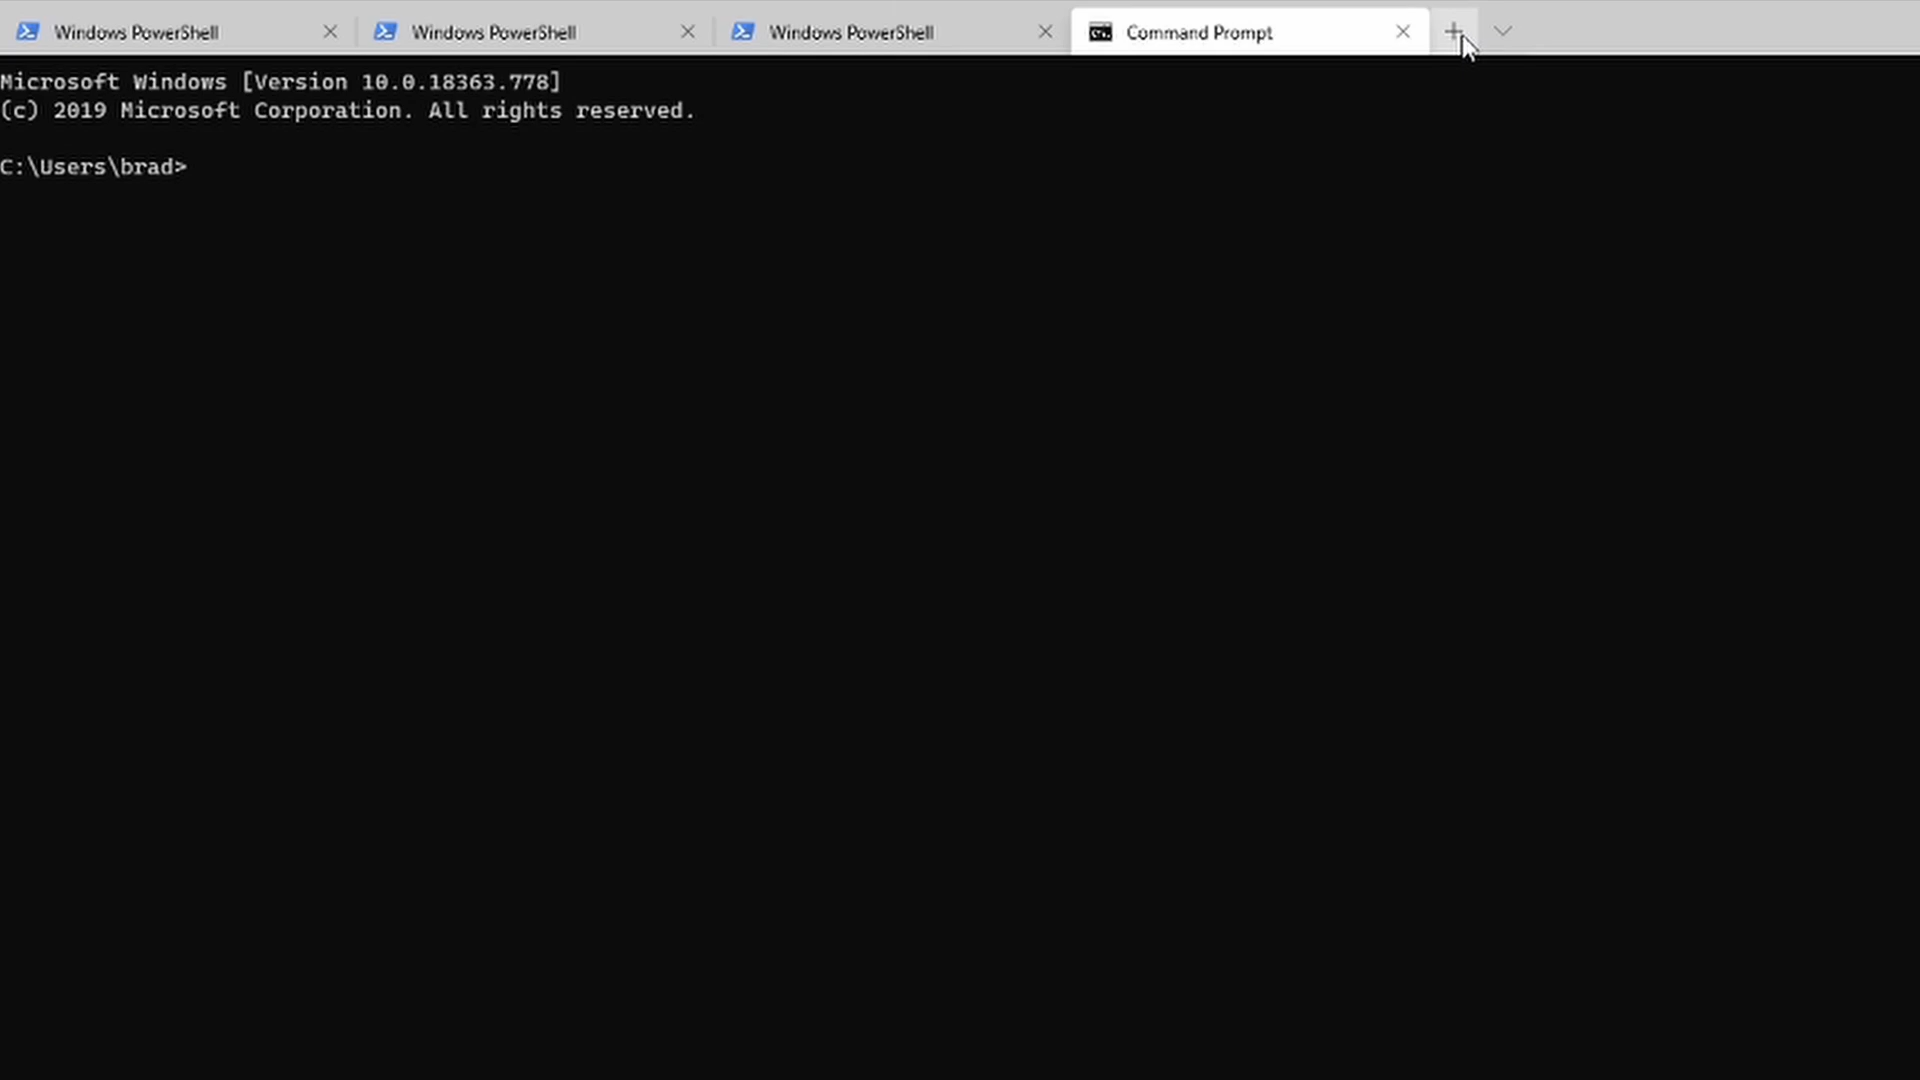 Windows PowerShell
Windows PowerShell
Windows PowerShell
Command Prompt
Microsoft Windows [Version 10.0.18363.778]
(c) 2019 Microsoft Corporation. All rights reserved.
C:\Users\brad>